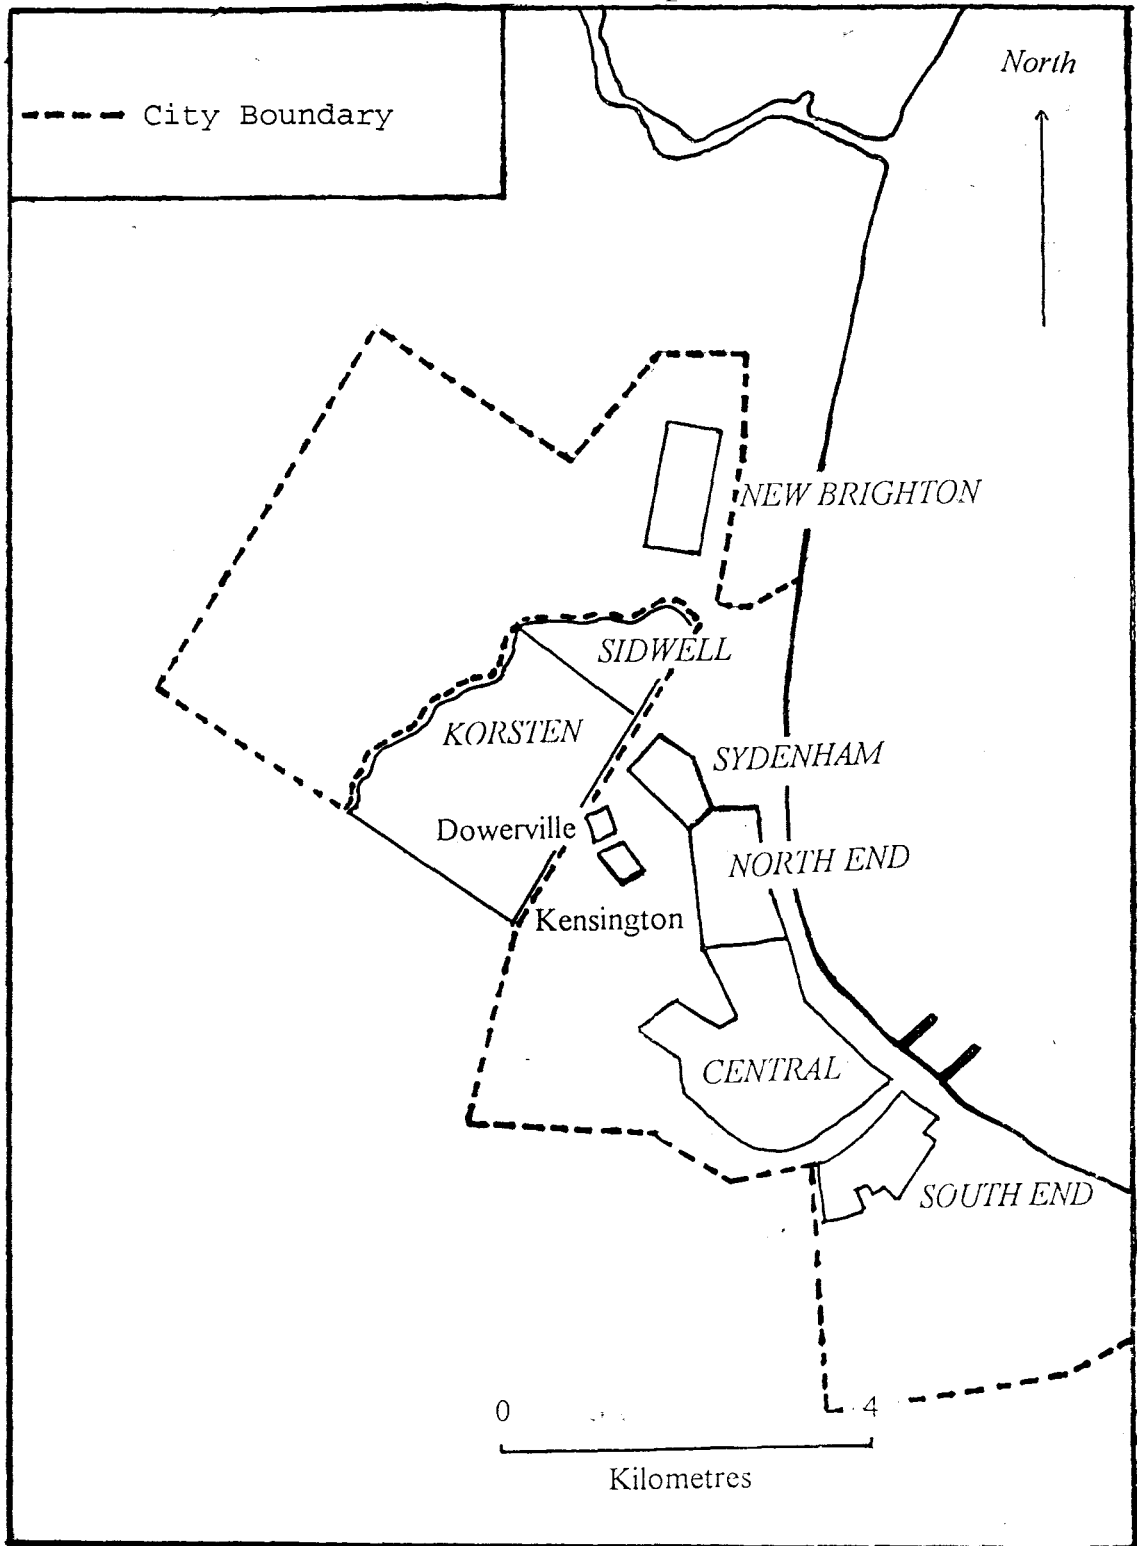 City Boundary
North
NEW BRIGHTON
SIDWELL
KORSTEN
SYDENHAM
Dowerville
NORTH END
Kensington
CENTRAL
SOUTH END
0 4
Kilometres